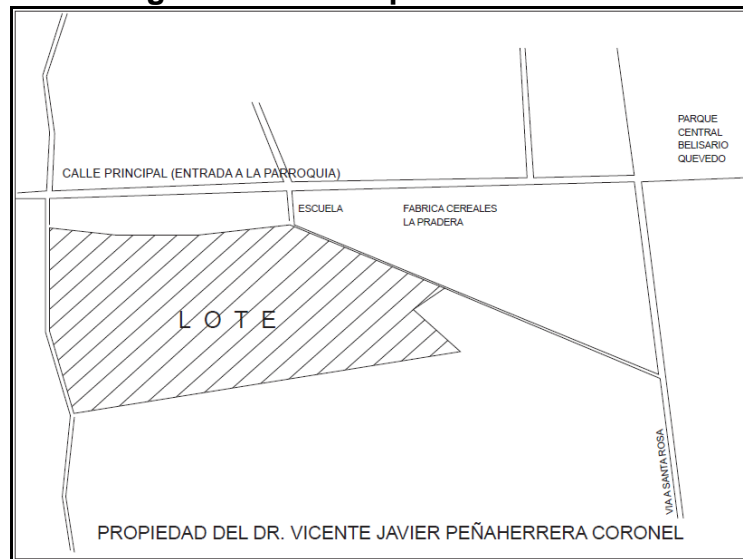 PARQUE
CENTRAL
BELISARIO
QUEVEDO
CALLE PRINCIPAL (ENTRADA A LA PARROQUIA)
ESCUELA
FABRICA CEREALES
LA PRADERA
L O T E
VIA A SANTA ROSA
PROPIEDAD DEL DR. VICENTE JAVIER PEÑAHERRERA CORONEL